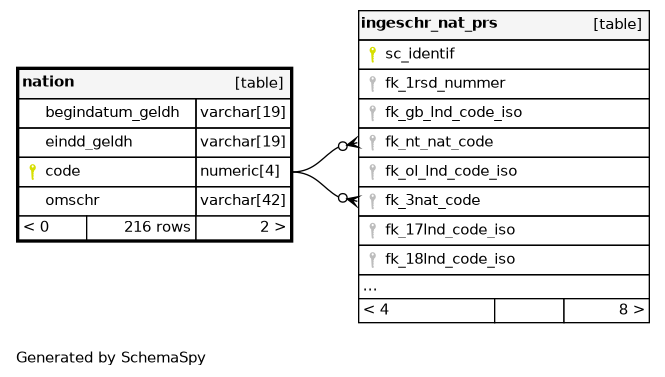 nation [table]
begindatum_geldh varchar[19]
eindd_geldh varchar[19]
code numeric[4]
omschr varchar[42]
< 0 216 rows 2 >
ingeschr_nat_prs [table]
sc_identif
fk_1rsd_nummer
fk_gb_lnd_code_iso
fk_nt_nat_code
fk_ol_lnd_code_iso
fk_3nat_code
fk_17lnd_code_iso
fk_18lnd_code_iso
...
< 4 8 >
Generated by SchemaSpy